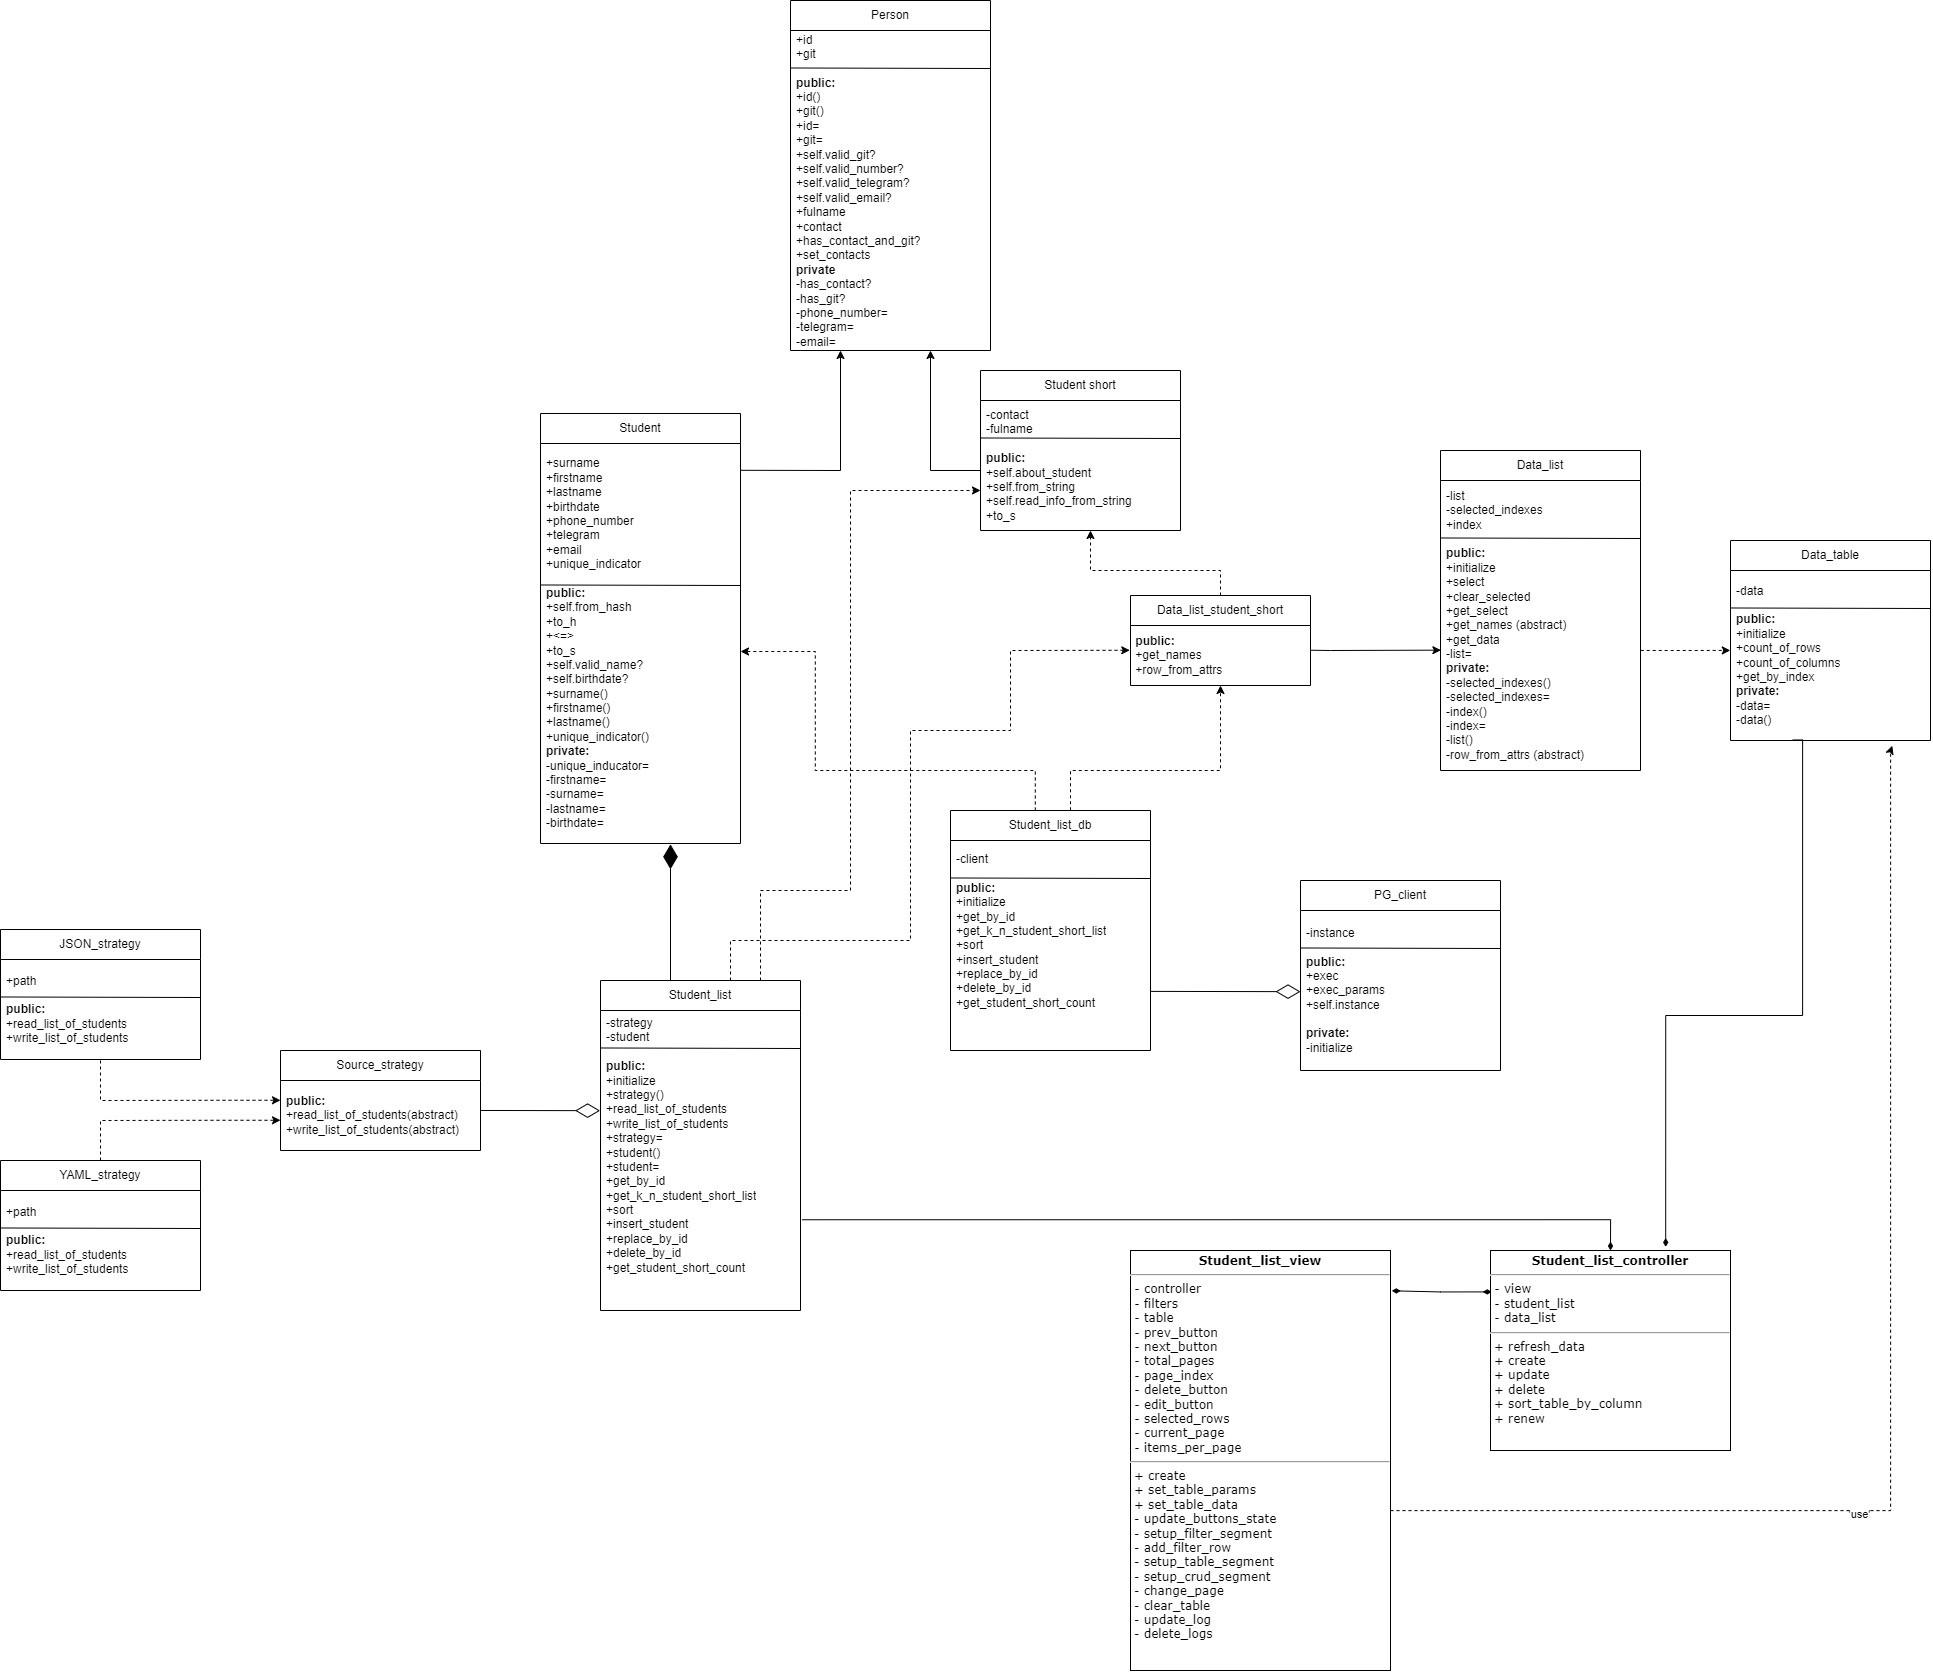 Person
+id
+git
public:
+id()
+git()
+id=
+git=
+self.valid_git?
+self.valid_number?
+self.valid_telegram?
+self.valid_email?
+fulname
+contact
+has_contact_and_git?
+set_contacts
private
-has_contact?
-has_git?
-phone_number=
-telegram=
-email=
Student short
-contact
-fulname
public:
+self.about_student
+self.from_string
+self.read_info_from_string
+to_s
Student
+surname
+firstname
+lastname
+birthdate
+phone_number
+telegram
+email
+unique_indicator
public:
+self.from_hash
+to_h
+<=>
+to_s
+self.valid_name?
+self.birthdate?
+surname()
+firstname()
+lastname()
+unique_indicator()
private:
-unique_inducator=
-firstname=
-surname=
-lastname=
-birthdate=
Data_list
-list
-selected_indexes
+index
public:
+initialize
+select
+clear_selected
+get_select
+get_names (abstract)
+get_data
-list=
private:
-selected_indexes()
-selected_indexes=
-index()
-index=
-list()
-row_from_attrs (abstract)
Data_table
-data
public:
+initialize
+count_of_rows
+count_of_columns
+get_by_index
private:
-data=
-data()
Data_list_student_short
public:
+get_names
+row_from_attrs
Student_list_db
-client
public:
+initialize
+get_by_id
+get_k_n_student_short_list
+sort
+insert_student
+replace_by_id
+delete_by_id
+get_student_short_count
PG_client
-instance
public:
+exec
+exec_params
+self.instance
private:
-initialize
JSON_strategy
+path
public:
+read_list_of_students
+write_list_of_students
Source_strategy
public:
+read_list_of_students(abstract)
+write_list_of_students(abstract)
YAML_strategy
+path
public:
+read_list_of_students
+write_list_of_students
Student_list
-strategy
-student
public:
+initialize
+strategy()
+read_list_of_students
+write_list_of_students
+strategy=
+student()
+student=
+get_by_id
+get_k_n_student_short_list
+sort
+insert_student
+replace_by_id
+delete_by_id
+get_student_short_count
Student_list_view
- controller
- filters
- table
- prev_button
- next_button
- total_pages
- page_index
- delete_button
- edit_button
- selected_rows
- current_page
- items_per_page
+ create
+ set_table_params
+ set_table_data
- update_buttons_state
- setup_filter_segment
- add_filter_row
- setup_table_segment
- setup_crud_segment
- change_page
- clear_table
- update_log
- delete_logs
Student_list_controller
- view
- student_list
- data_list
+ refresh_data
+ create
+ update
+ delete
+ sort_table_by_column
+ renew
use